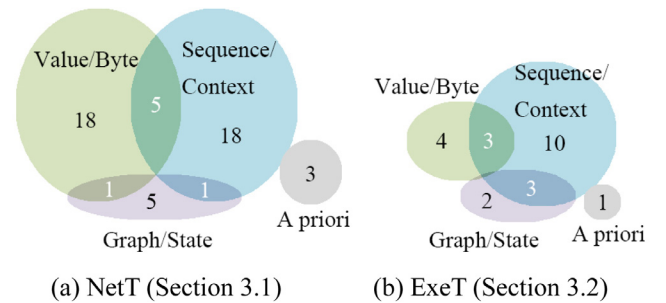 Value/Byte
Sequence/
Context
18
5
18
1
1
5
3
Graph/State
A priori
(a) NetT (Section 3.1)
Sequence/
Context
Value/Byte
4
3
10
2
3
1
Graph/State
A priori
(b) ExeT (Section 3.2)